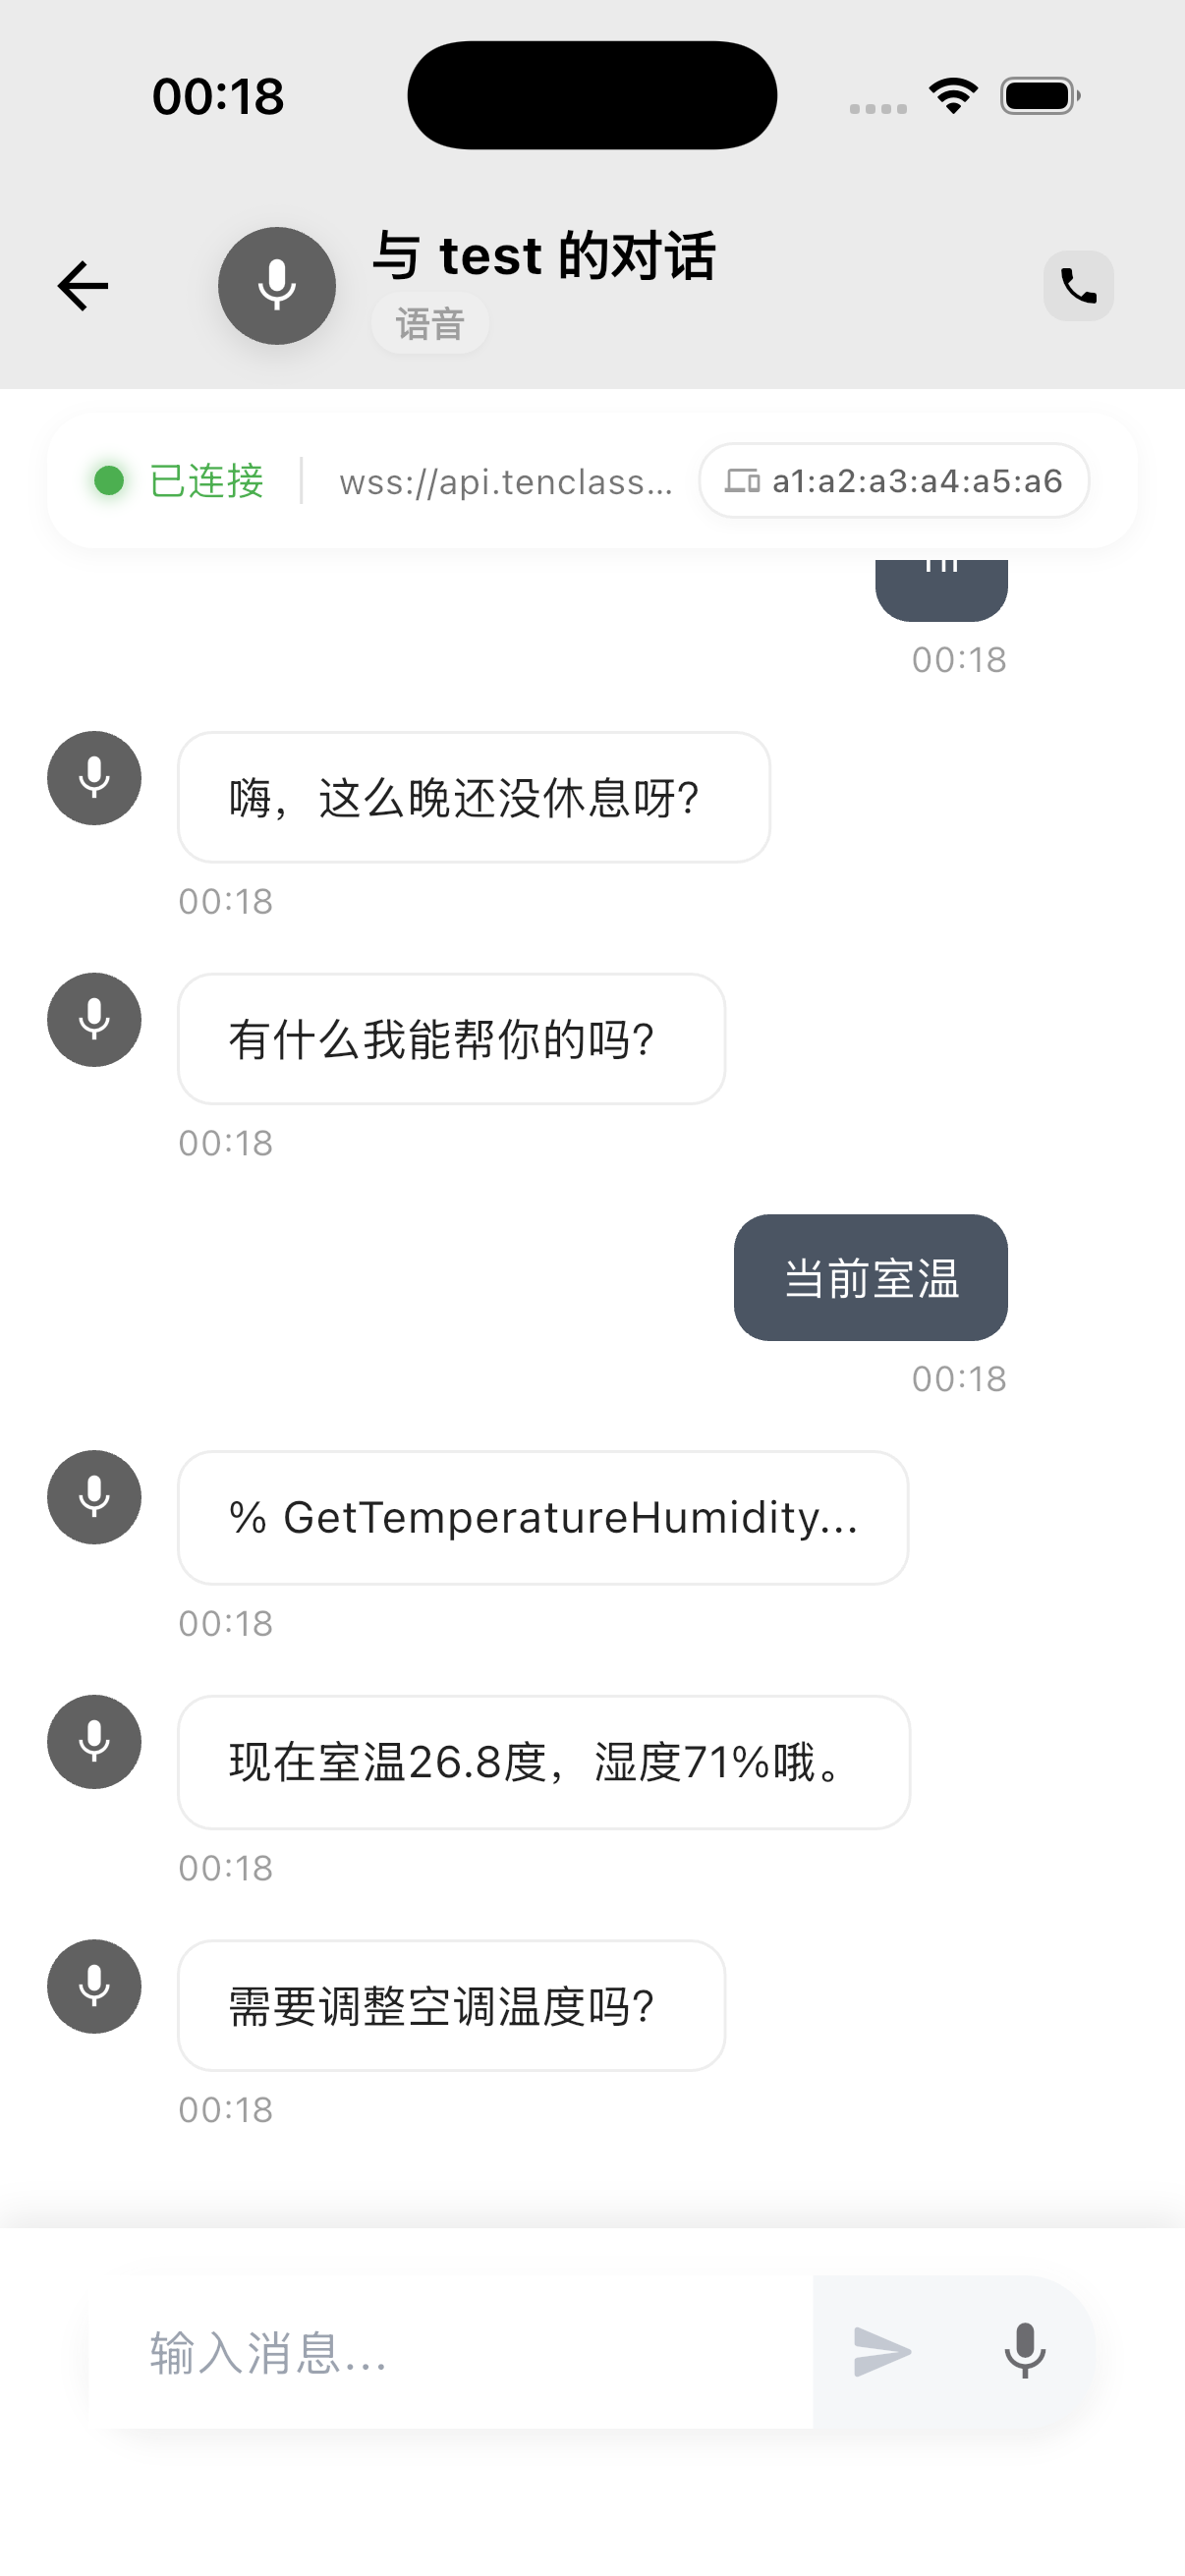 00:18
与 test 的对话
语音
已连接
wss://api.tenclass...
a1:a2:a3:a4:a5:a6
00:18
嗨，这么晚还没休息呀?
00:18
有什么我能帮你的吗?
00:18
当前室温
00:18
% GetTemperatureHumidity...
00:18
现在室温26.8度，湿度71%哦。
00:18
需要调整空调温度吗?
00:18
输入消息...